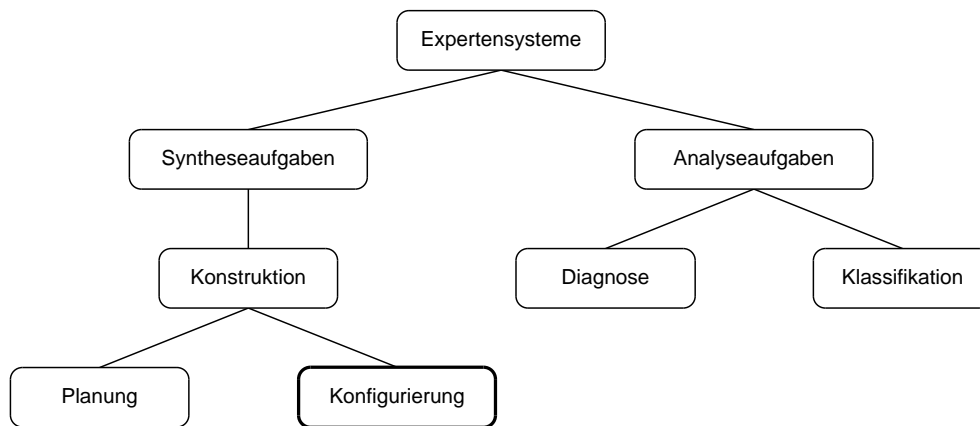 Expertensysteme
Syntheseaufgaben
Analyseaufgaben
Konstruktion
Diagnose
Klassifikation
Planung
Konfigurierung